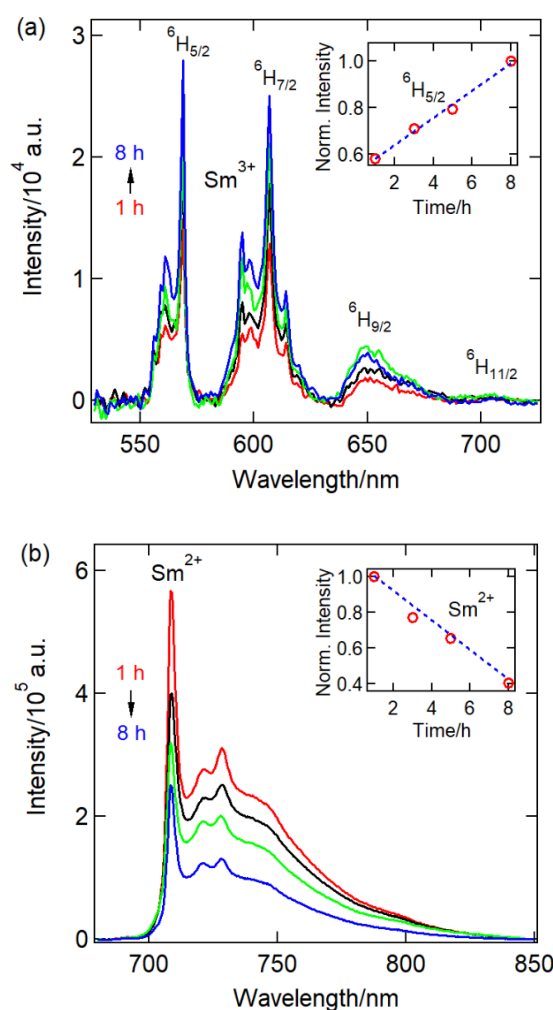 (a)
⁶H₅/₂
⁶H₇/₂
Sm³⁺
8 h
1 h
⁶H₉/₂
⁶H₁₁/₂
Intensity/10⁴ a.u.
3
2
1
0
550 600 650 700
Wavelength/nm
Norm. Intensity
1.0
0.8
0.6
⁶H₅/₂
2 4 6 8
Time/h
(b)
Sm²⁺
1 h
8 h
Intensity/10⁵ a.u.
6
4
2
0
700 750 800 850
Wavelength/nm
Norm. Intensity
1.0
0.8
0.6
0.4
Sm²⁺
2 4 6 8
Time/h